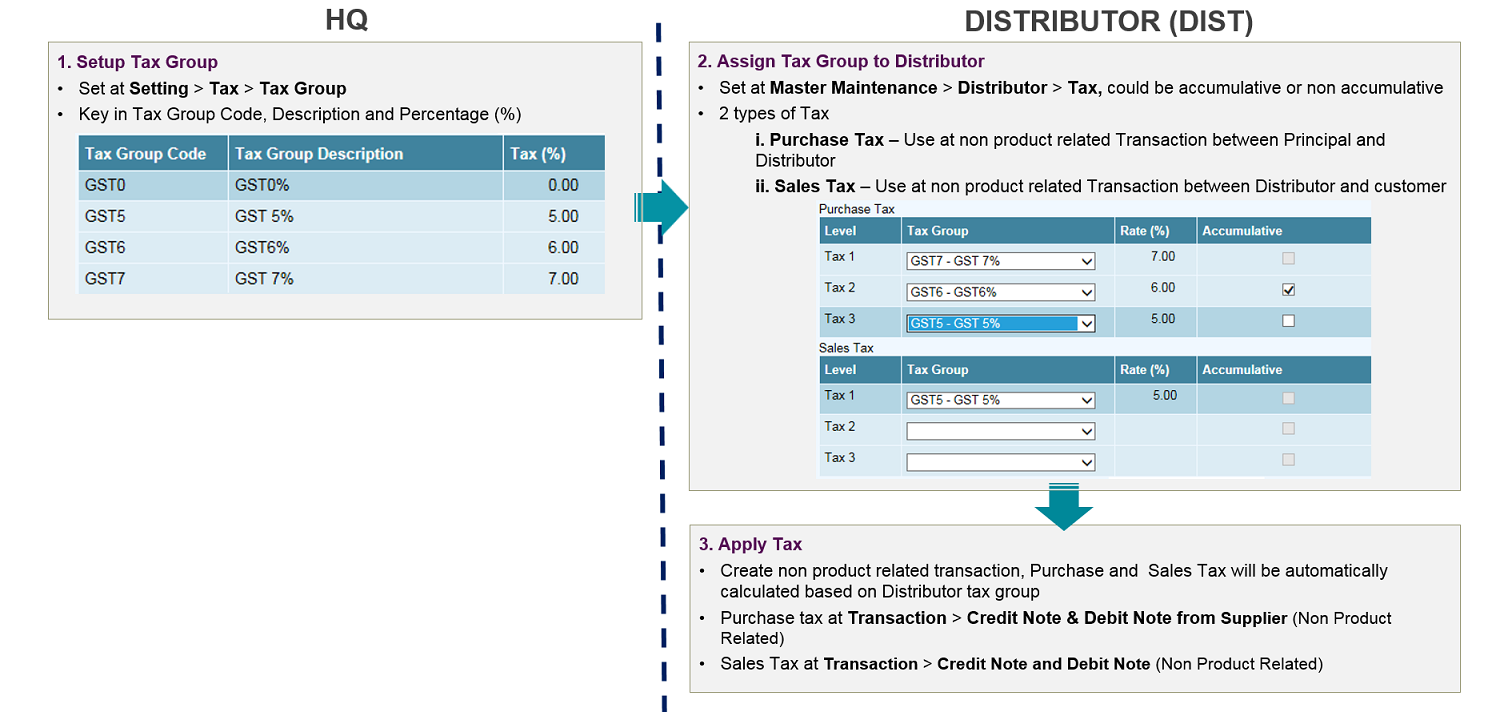 HQ
1. Setup Tax Group
• Set at Setting > Tax > Tax Group
• Key in Tax Group Code, Description and Percentage (%)
Tax Group Code Tax Group Description Tax (%)
GST0 GST0% 0.00
GST5 GST 5% 5.00
GST6 GST6% 6.00
GST7 GST 7% 7.00
DISTRIBUTOR (DIST)
2. Assign Tax Group to Distributor
• Set at Master Maintenance > Distributor > Tax, could be accumulative or non accumulative
• 2 types of Tax
i. Purchase Tax – Use at non product related Transaction between Principal and
Distributor
ii. Sales Tax – Use at non product related Transaction between Distributor and customer
Purchase Tax
Level Tax Group Rate (%) Accumulative
Tax 1 GST7 - GST 7% 7.00
Tax 2 GST6 - GST6% 6.00
Tax 3 GST5 - GST 5% 5.00
Sales Tax
Level Tax Group Rate (%) Accumulative
Tax 1 GST5 - GST 5% 5.00
Tax 2
Tax 3
3. Apply Tax
• Create non product related transaction, Purchase and  Sales Tax will be automatically
calculated based on Distributor tax group
• Purchase tax at Transaction > Credit Note & Debit Note from Supplier (Non Product
Related)
• Sales Tax at Transaction > Credit Note and Debit Note (Non Product Related)